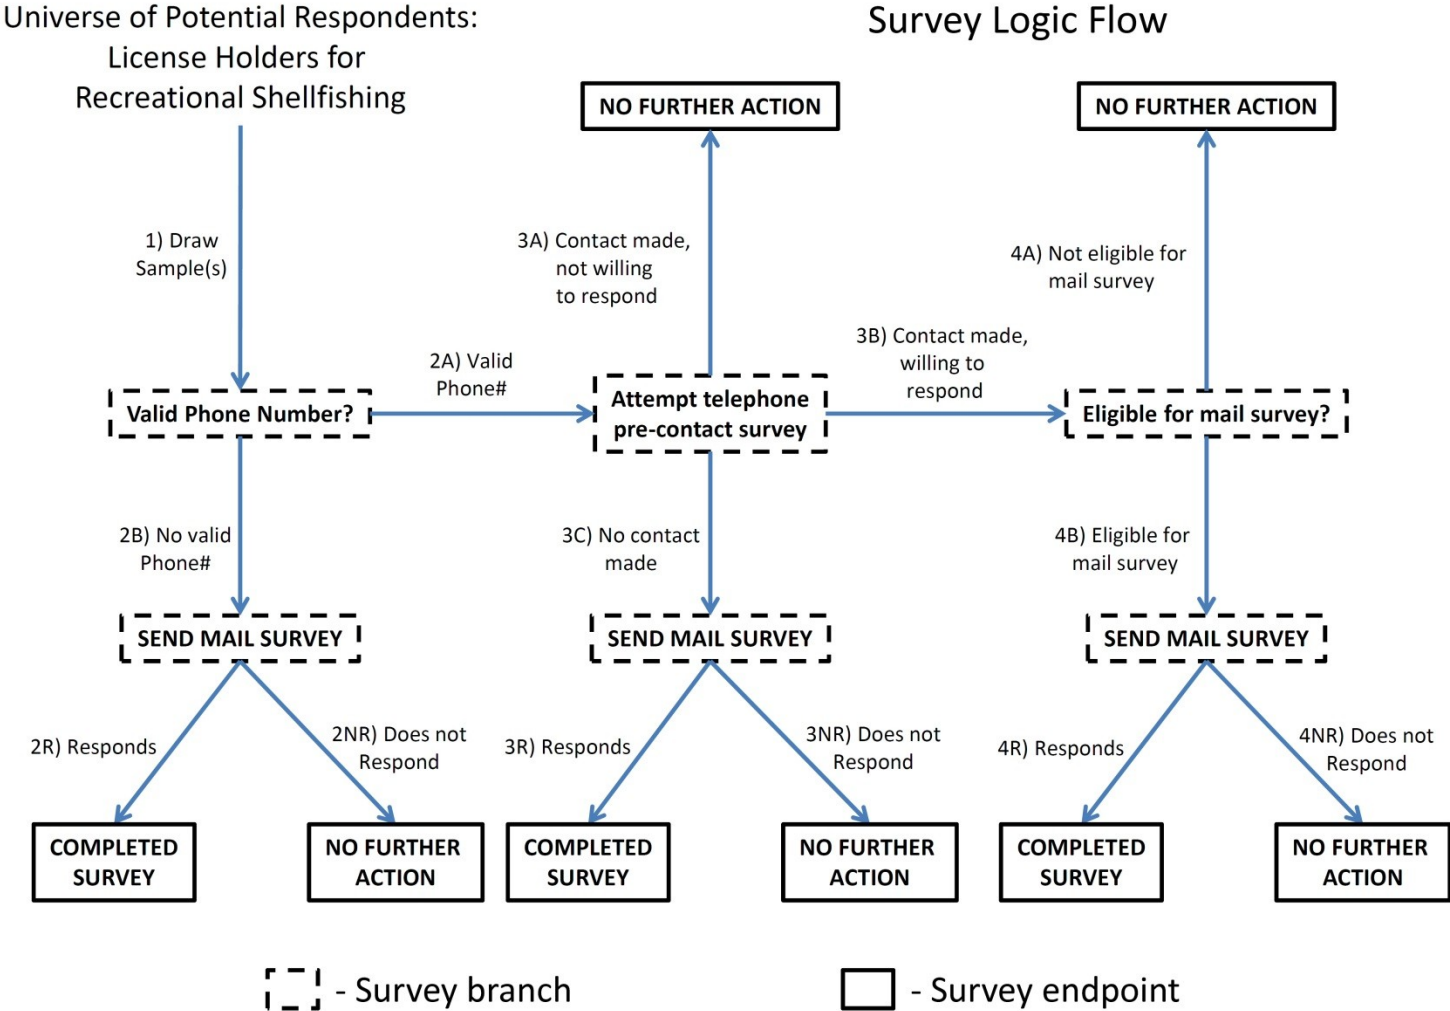 Universe of Potential Respondents:
License Holders for
Recreational Shellfishing
Survey Logic Flow
NO FURTHER ACTION
NO FURTHER ACTION
1) Draw
Sample(s)
3A) Contact made,
not willing
to respond
4A) Not eligible for
mail survey
2A) Valid
Phone#
3B) Contact made,
willing to
respond
Valid Phone Number?
Attempt telephone
pre-contact survey
Eligible for mail survey?
2B) No valid
Phone#
3C) No contact
made
4B) Eligible for
mail survey
SEND MAIL SURVEY
SEND MAIL SURVEY
SEND MAIL SURVEY
2R) Responds
2NR) Does not
Respond
3R) Responds
3NR) Does not
Respond
4R) Responds
4NR) Does not
Respond
COMPLETED
SURVEY
NO FURTHER
ACTION
COMPLETED
SURVEY
NO FURTHER
ACTION
COMPLETED
SURVEY
NO FURTHER
ACTION
- Survey branch
- Survey endpoint